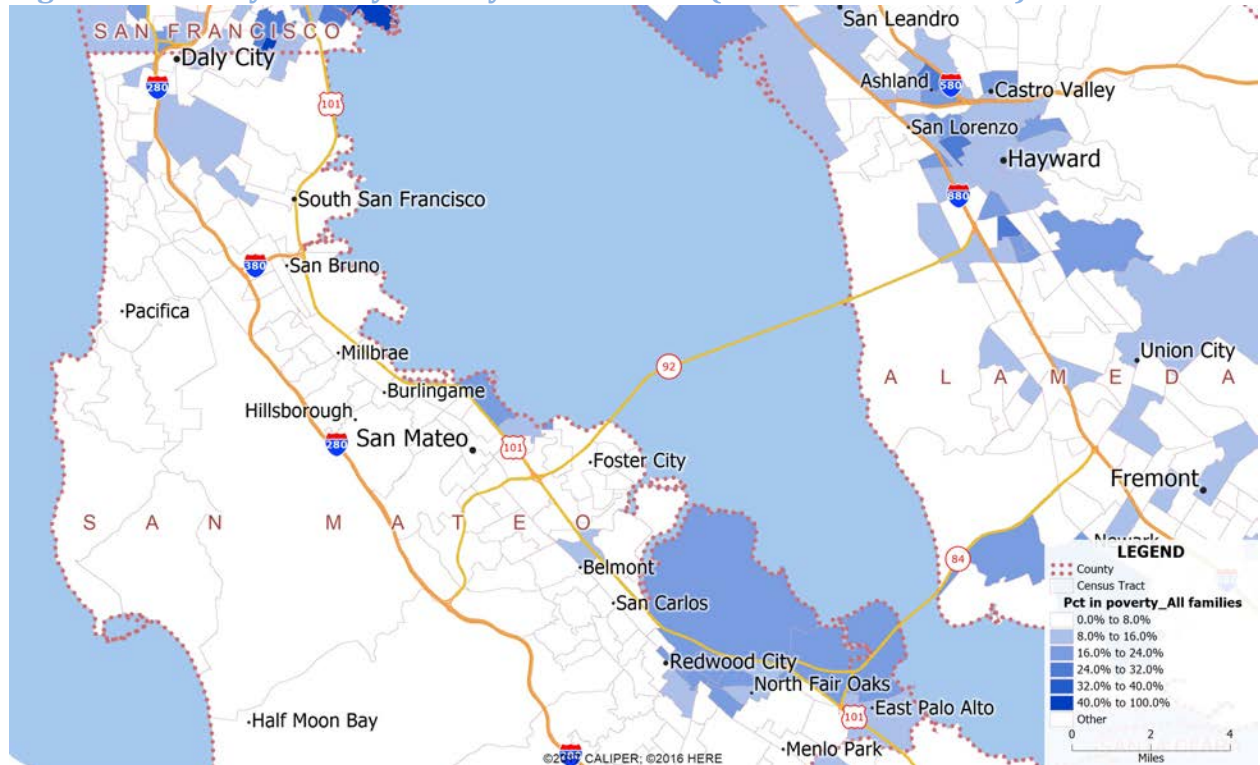 SAN FRANCISCO
Daly City
280
101
South San Francisco
380
San Bruno
Pacifica
Millbrae
Burlingame
Hillsborough
280
San Mateo
101
Foster City
92
SAN MATEO
Belmont
San Carlos
Redwood City
North Fair Oaks
East Palo Alto
101
Half Moon Bay
Menlo Park
San Leandro
Ashland
580
Castro Valley
San Lorenzo
Hayward
880
Union City
ALAMEDA
Fremont
84
LEGEND
County
Census Tract
Pct in poverty_All families
0.0% to 8.0%
8.0% to 16.0%
16.0% to 24.0%
24.0% to 32.0%
32.0% to 40.0%
40.0% to 100.0%
Other
0 2 4
Miles
CALIPER; ©2016 HERE